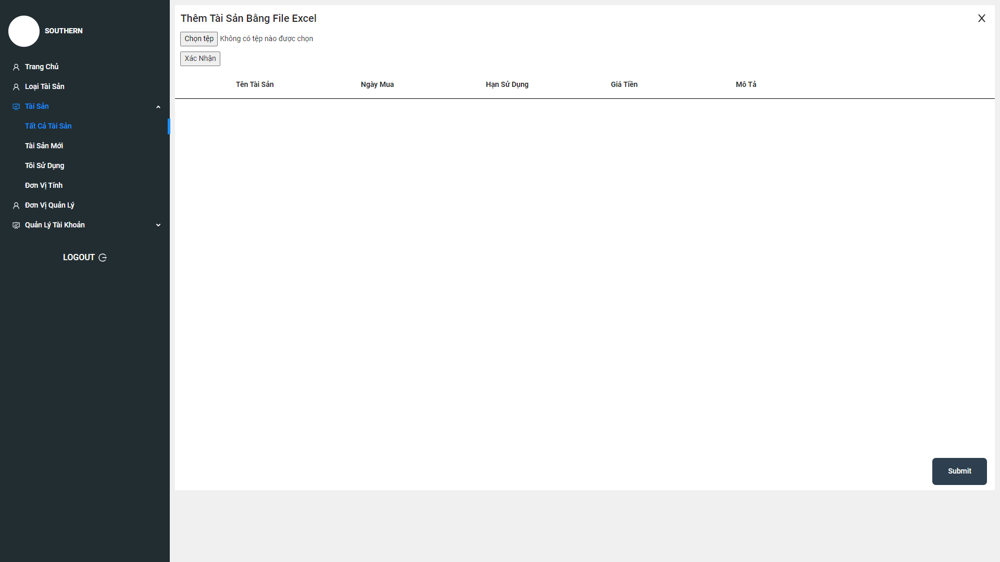 SOUTHERN
Trang Chủ
Loại Tài Sản
Tài Sản
Tất Cả Tài Sản
Tài Sản Mới
Tôi Sử Dụng
Đơn Vị Tính
Đơn Vị Quản Lý
Quản Lý Tài Khoản
LOGOUT
Thêm Tài Sản Bằng File Excel
X
Chọn tệp Không có tệp nào được chọn
Xác Nhận
Tên Tài Sản Ngày Mua Hạn Sử Dụng Giá Tiền Mô Tả
Submit